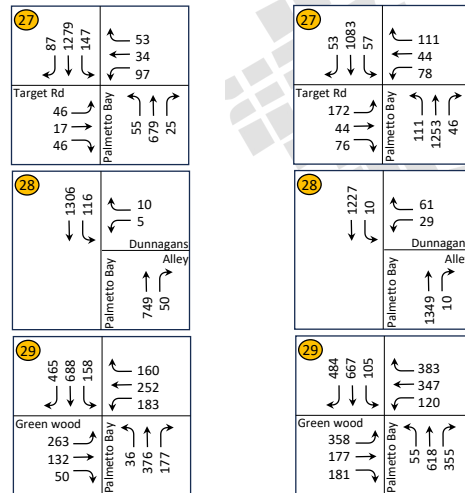 27
87 1279 147
53
34
97
Target Rd
46
17
46
Palmetto Bay
55 679 25
27
53 1083 57
111
44
78
Target Rd
172
44
76
Palmetto Bay
111 1253 46
28
1306 116
10
5
Dunnagans
Alley
Palmetto Bay
749 50
28
1227 10
61
29
Dunnagan
Alley
Palmetto Bay
1349 10
29
465 688 158
160
252
183
Green wood
263
132
50
Palmetto Bay
36 376 177
29
484 667 105
383
347
120
Green wood
358
177
181
Palmetto Bay
55 618 355